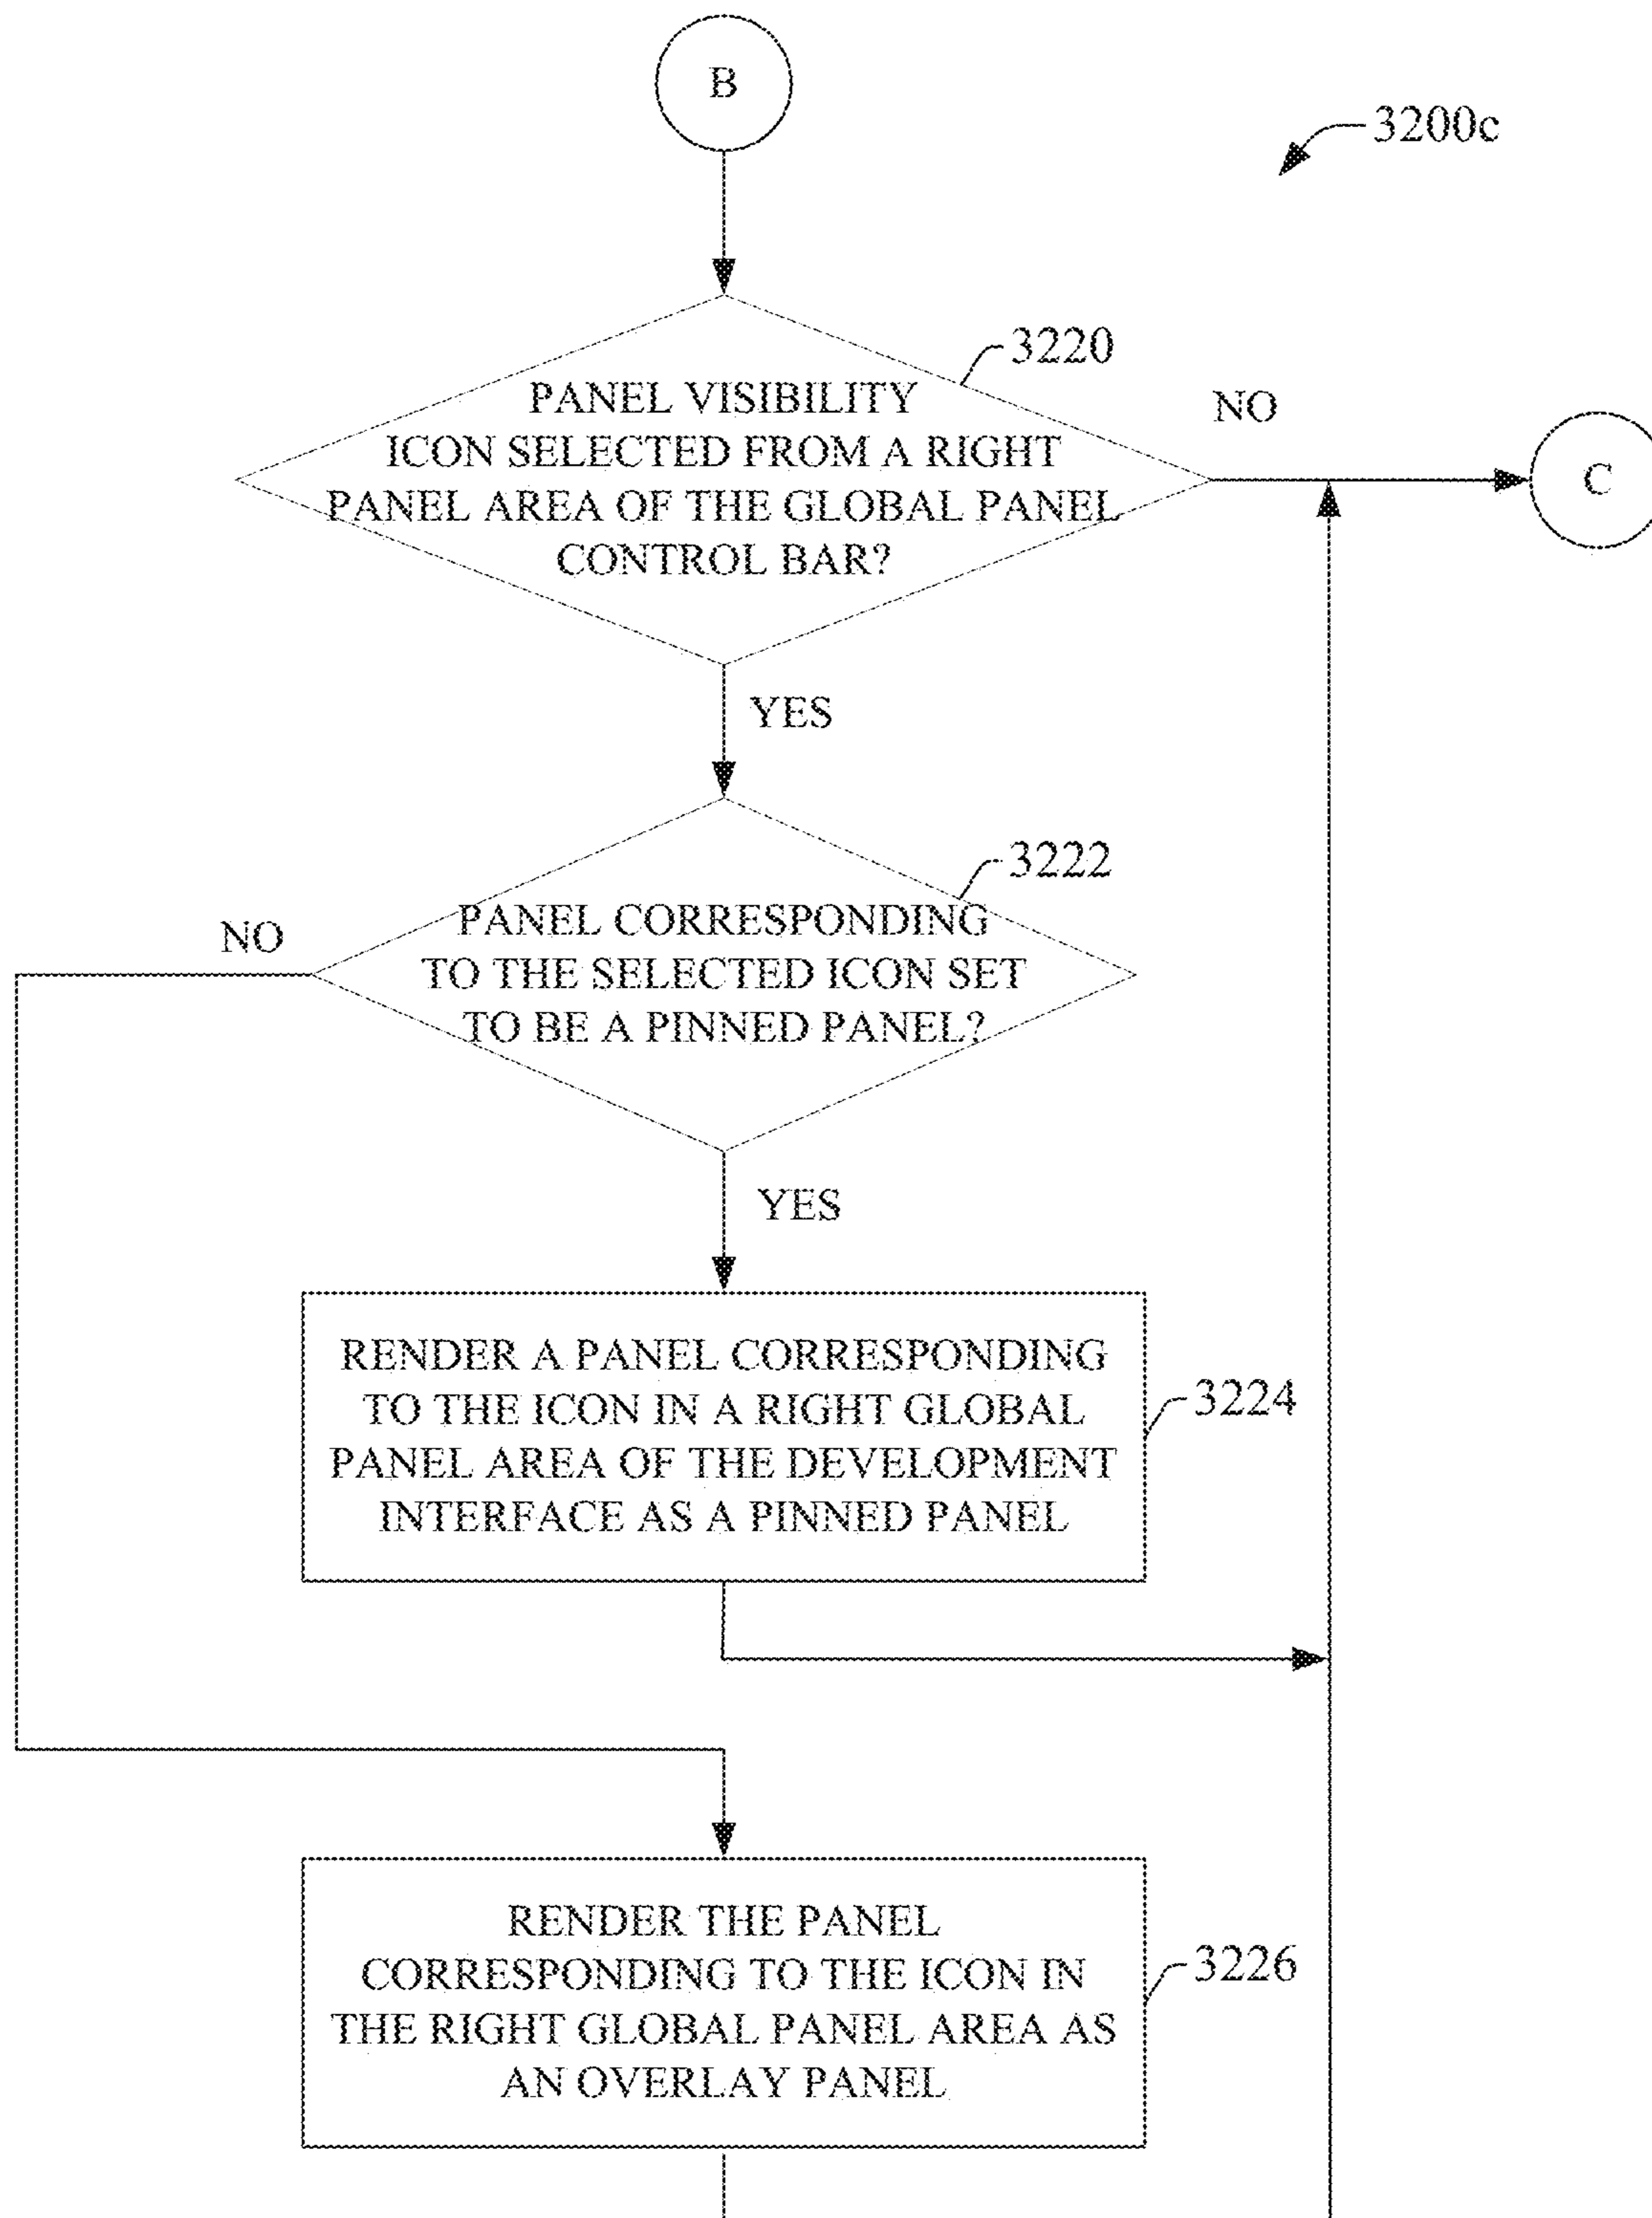 B
3200c
3220
PANEL VISIBILITY
ICON SELECTED FROM A RIGHT
PANEL AREA OF THE GLOBAL PANEL
CONTROL BAR?
NO
C
YES
3222
PANEL CORRESPONDING
TO THE SELECTED ICON SET
TO BE A PINNED PANEL?
NO
YES
RENDER A PANEL CORRESPONDING
TO THE ICON IN A RIGHT GLOBAL
PANEL AREA OF THE DEVELOPMENT
INTERFACE AS A PINNED PANEL
3224
RENDER THE PANEL
CORRESPONDING TO THE ICON IN
THE RIGHT GLOBAL PANEL AREA AS
AN OVERLAY PANEL
3226